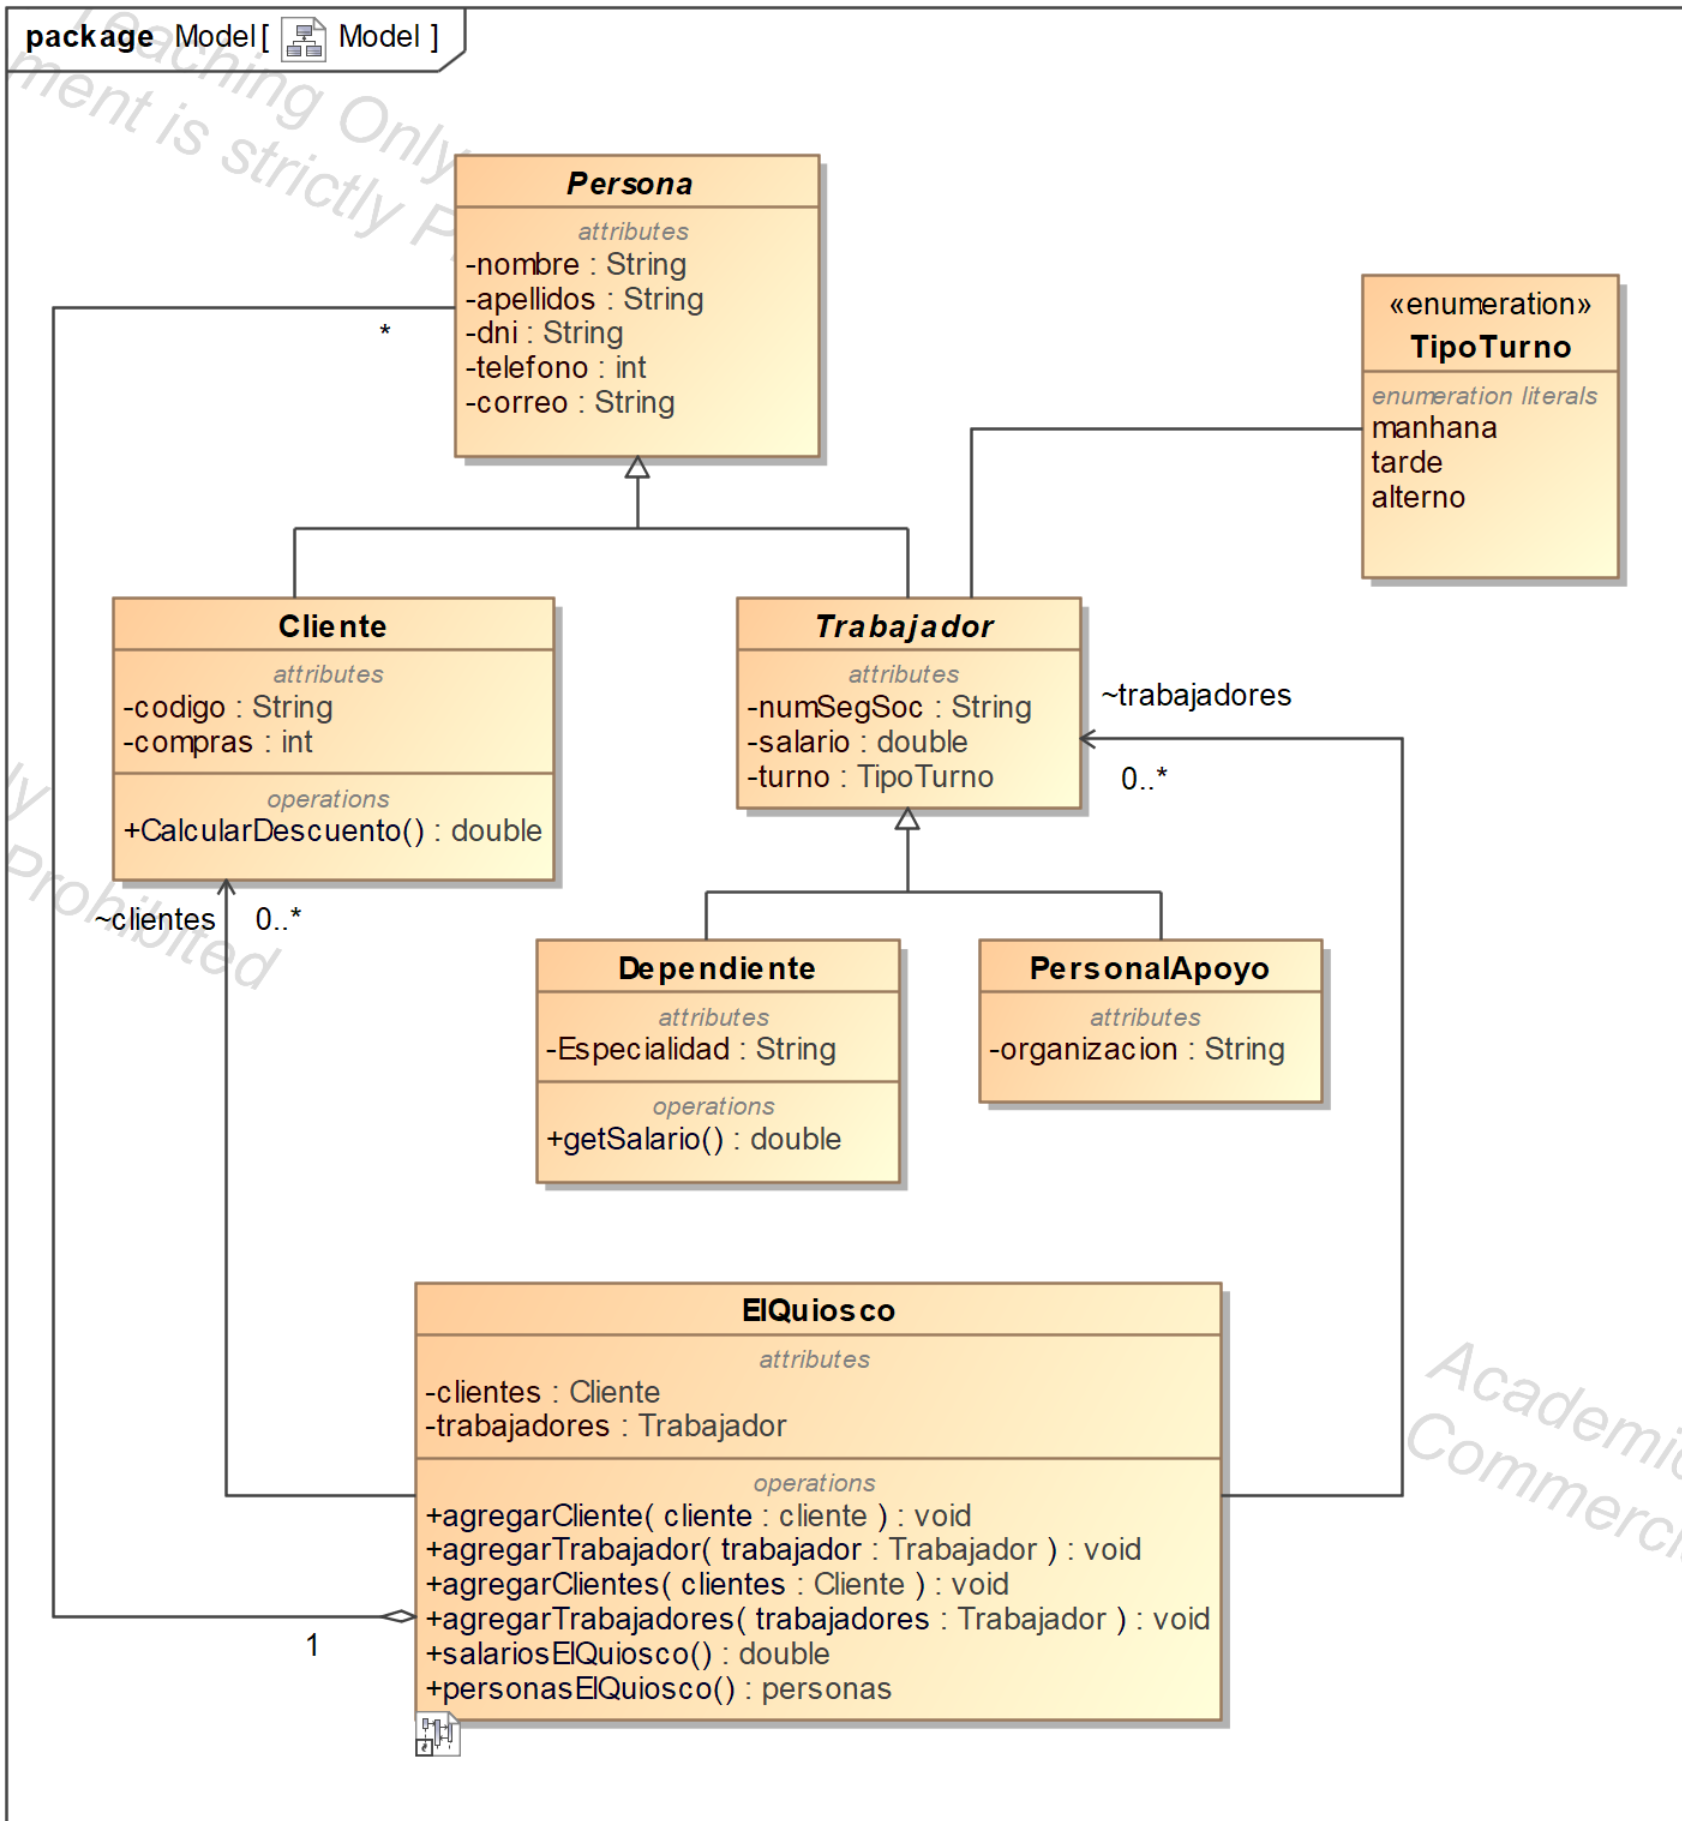 package Model [ Model ]
Teaching Only
ment is strictly P
Persona
attributes
-nombre : String
-apellidos : String
-dni : String
-telefono : int
-correo : String
*
«enumeration»
TipoTurno
enumeration literals
manhana
tarde
alterno
Cliente
attributes
-codigo : String
-compras : int
operations
+CalcularDescuento() : double
Trabajador
attributes
-numSegSoc : String
-salario : double
-turno : TipoTurno
~trabajadores
0..*
ly
Prohibited
~clientes 0..*
Dependiente
attributes
-Especialidad : String
operations
+getSalario() : double
PersonalApoyo
attributes
-organizacion : String
ElQuiosco
attributes
-clientes : Cliente
-trabajadores : Trabajador
operations
+agregarCliente( cliente : cliente ) : void
+agregarTrabajador( trabajador : Trabajador ) : void
+agregarClientes( clientes : Cliente ) : void
+agregarTrabajadores( trabajadores : Trabajador ) : void
+salariosElQuiosco() : double
+personasElQuiosco() : personas
1
Academic
Commercia